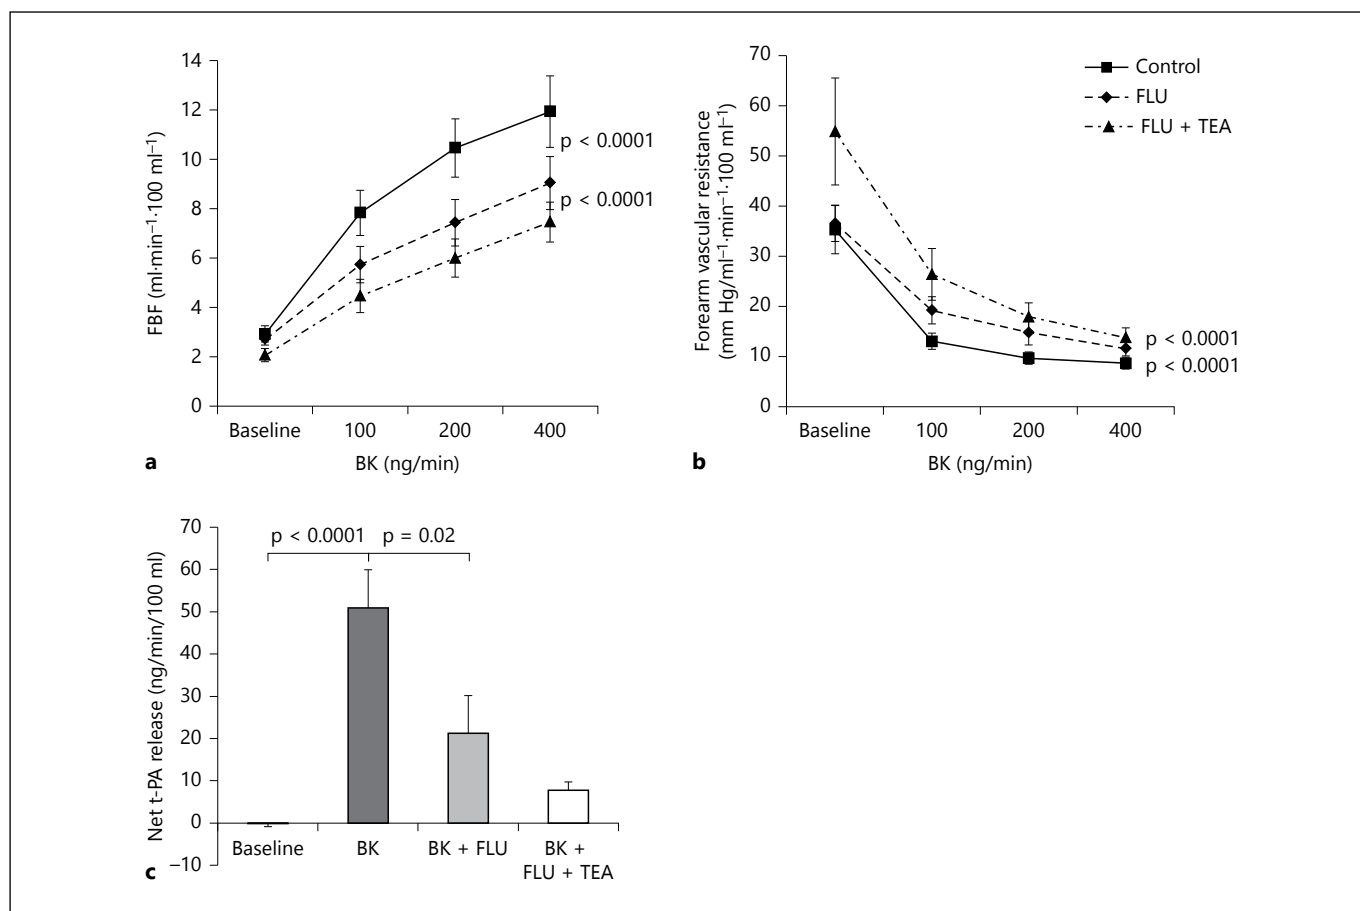 14
12
10
8
6
4
2
0
FBF (ml·min⁻¹·100 ml⁻¹)
p < 0.0001
p < 0.0001
Baseline 100 200 400
BK (ng/min)
a
70
60
50
40
30
20
10
0
Forearm vascular resistance
(mm Hg/ml⁻¹·min⁻¹·100 ml⁻¹)
Control
FLU
FLU + TEA
p < 0.0001
p < 0.0001
Baseline 100 200 400
BK (ng/min)
b
70
60
50
40
30
20
10
0
−10
Net t-PA release (ng/min/100 ml)
p < 0.0001 p = 0.02
Baseline BK BK + FLU BK +
FLU + TEA
c